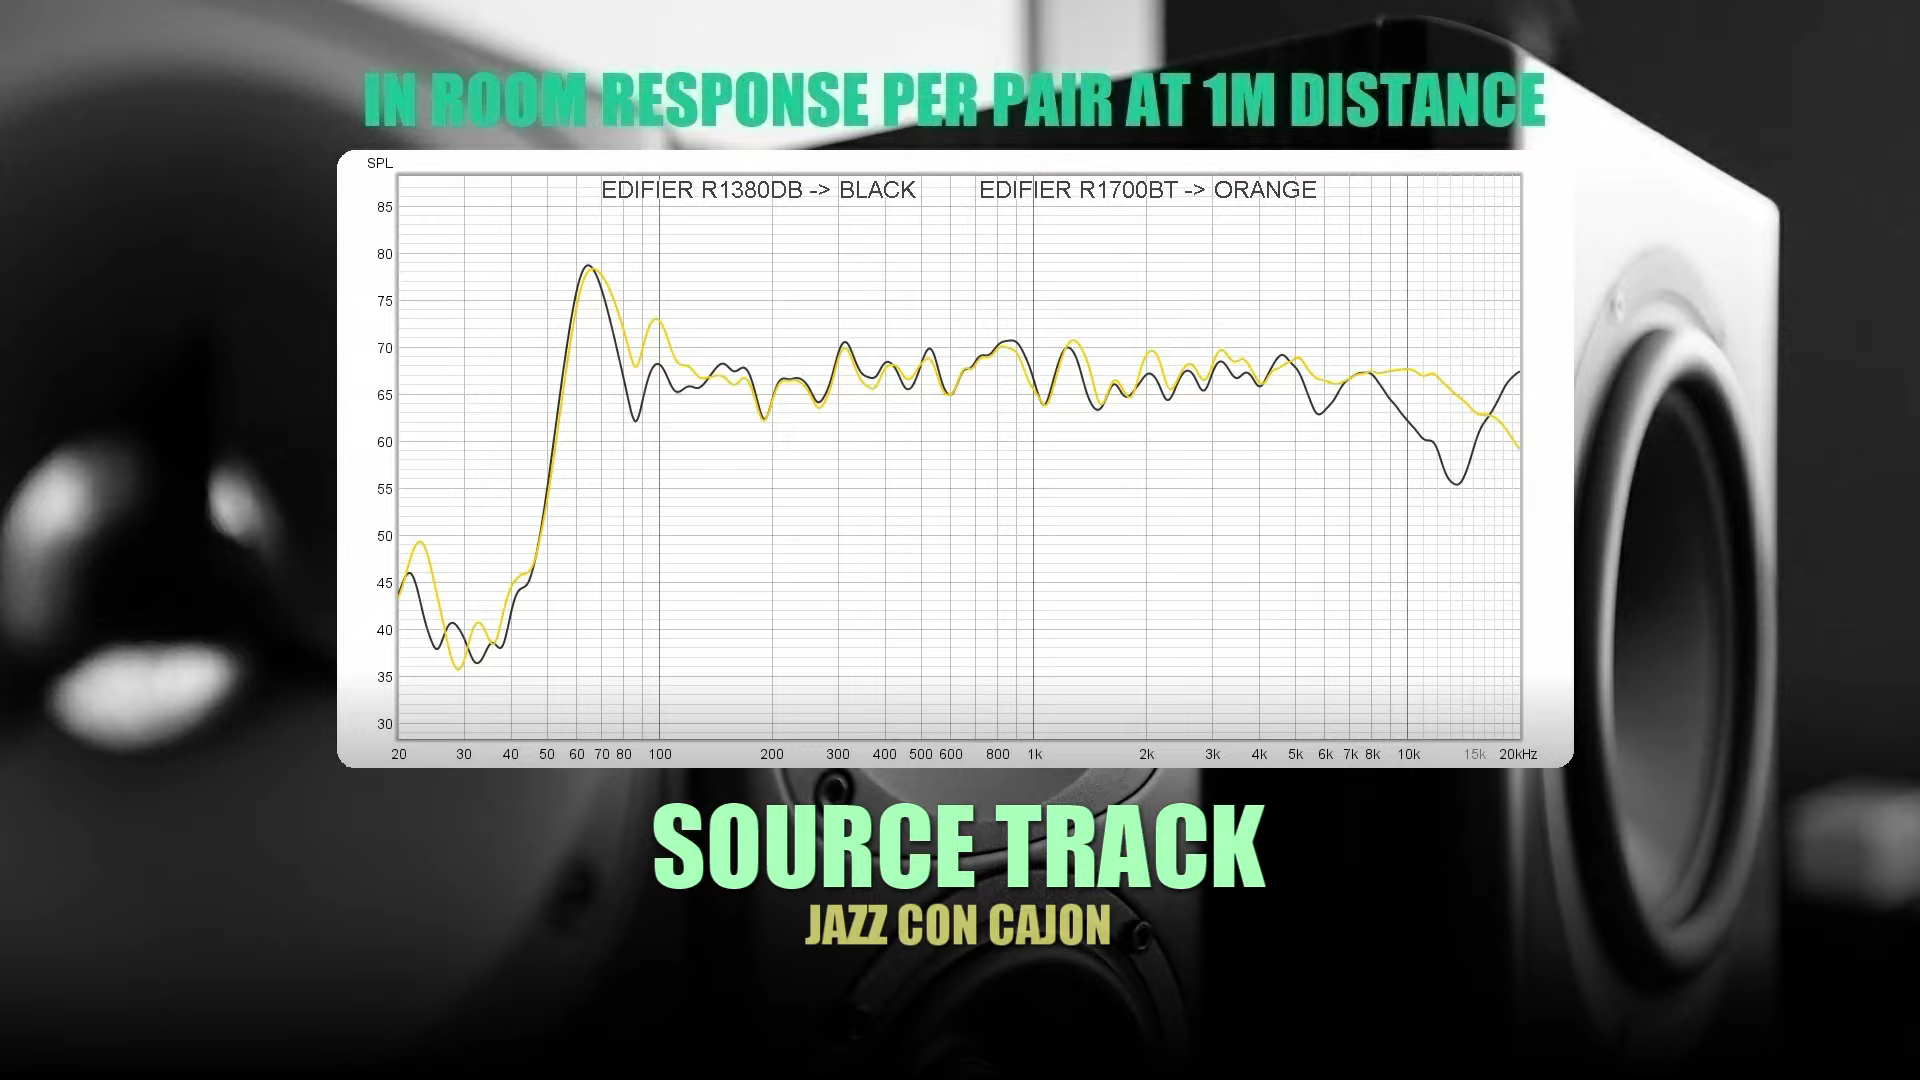 IN ROOM RESPONSE PER PAIR AT 1M DISTANCE
SPL
EDIFIER R1380DB -> BLACK EDIFIER R1700BT -> ORANGE
85
80
75
70
65
60
55
50
45
40
35
30
20 30 40 50 60 70 80 100 200 300 400 500 600 800 1k 2k 3k 4k 5k 6k 7k 8k 10k 15k 20kHz
SOURCE TRACK
JAZZ CON CAJON